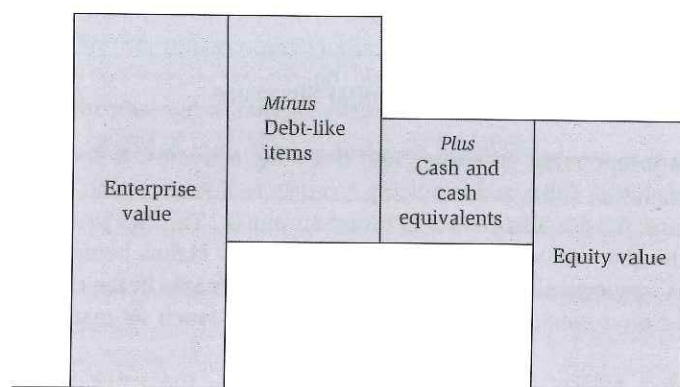 Enterprise
value
Minus
Debt-like
items
Plus
Cash and
cash
equivalents
Equity value